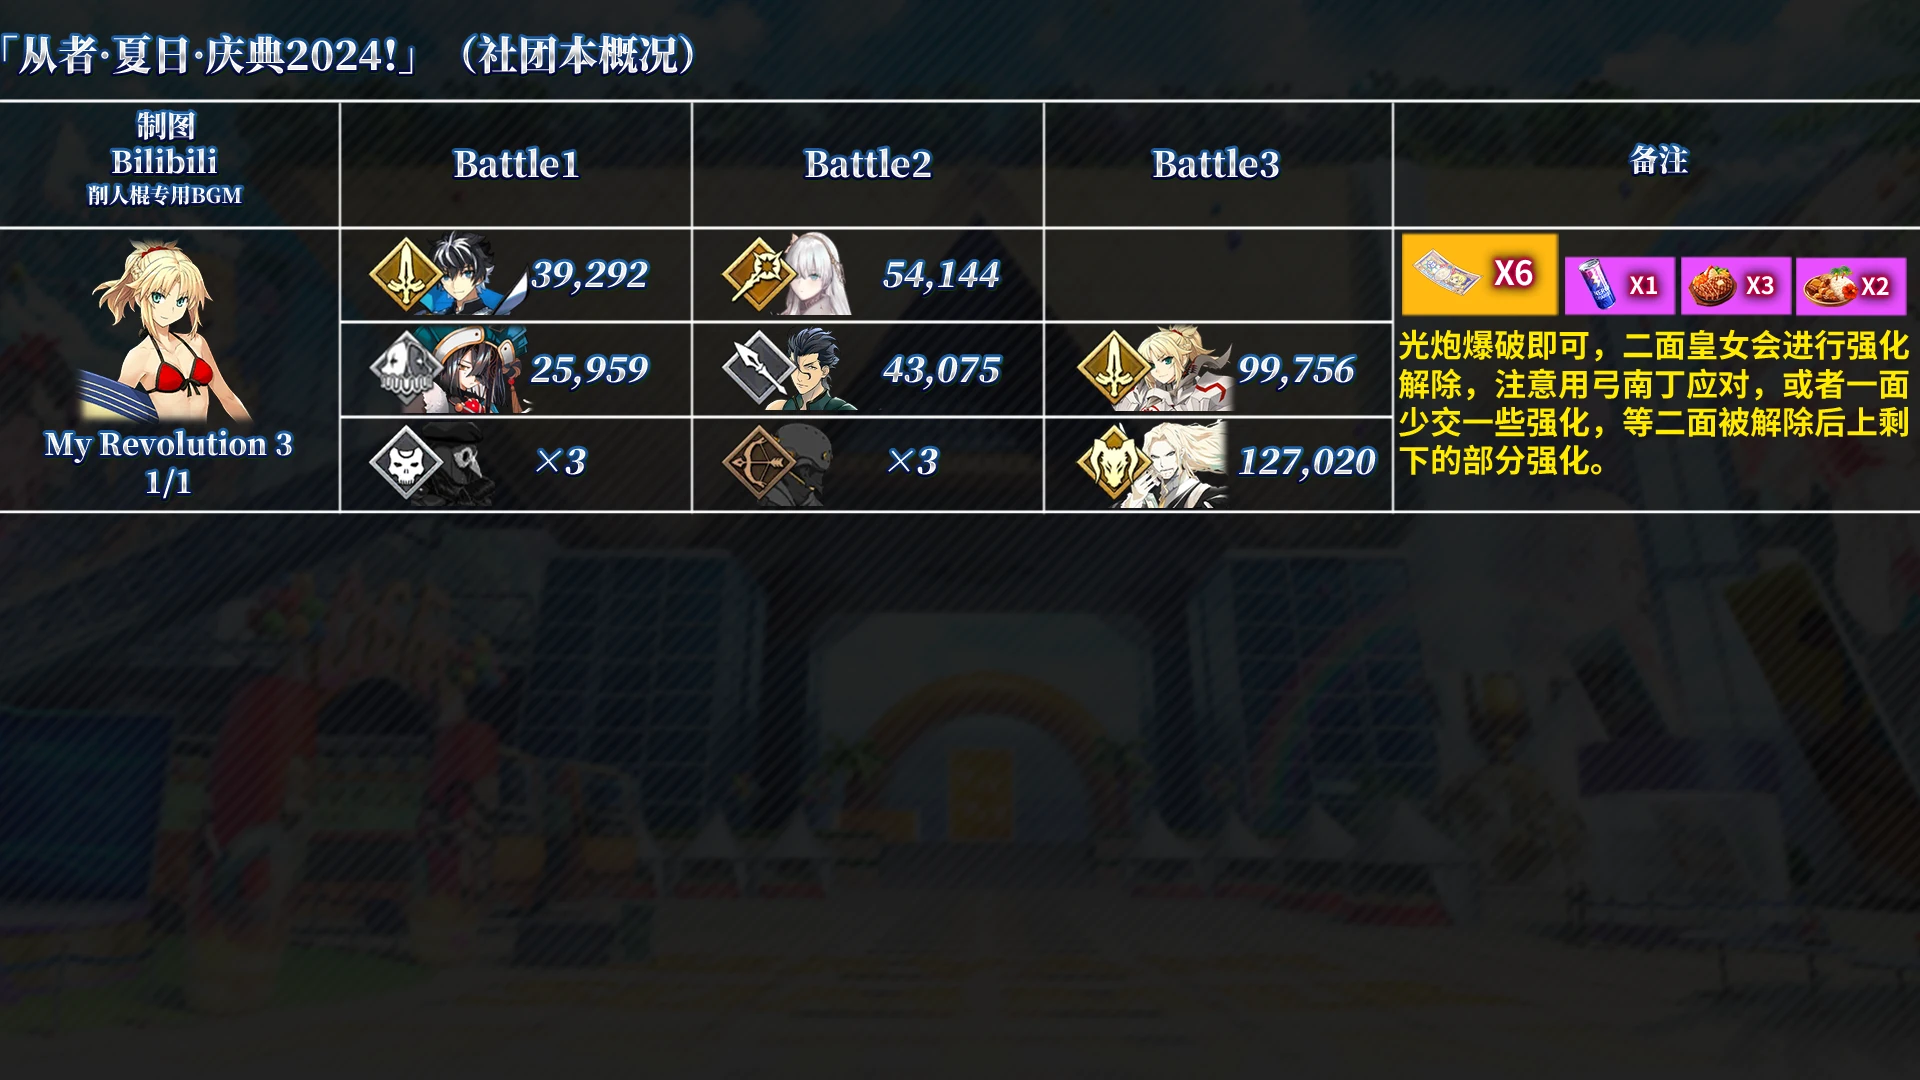 「从者·夏日·庆典2024!」（社团本概况）
制图
Bilibili
削人棍专用BGM
Battle1
Battle2
Battle3
备注
My Revolution 3
1/1
39,292
54,144
25,959
43,075
99,756
×3
×3
127,020
X6
X1
X3
X2
光炮爆破即可，二面皇女会进行强化
解除，注意用弓南丁应对，或者一面
少交一些强化，等二面被解除后上剩
下的部分强化。